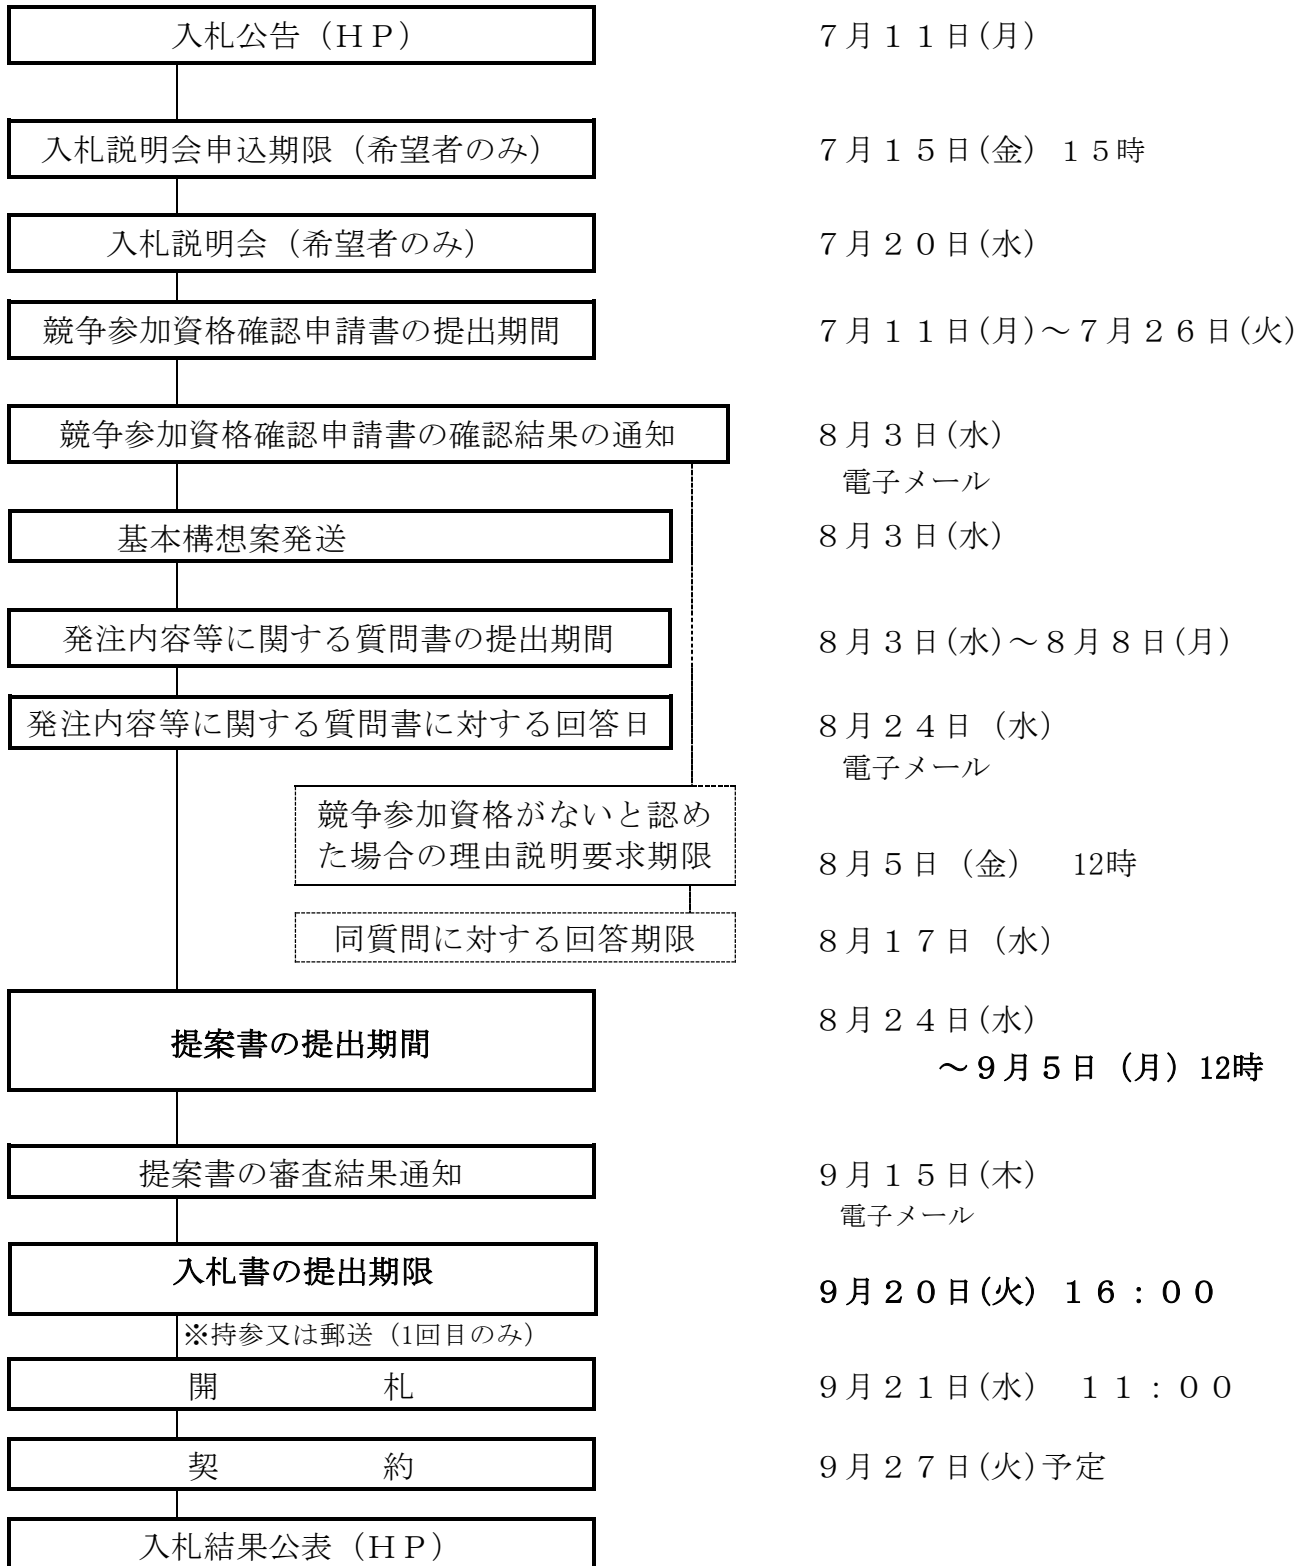 入札公告（ＨＰ）
７月１１日(月)
入札説明会申込期限（希望者のみ）
７月１５日(金) １５時
入札説明会（希望者のみ）
７月２０日(水)
競争参加資格確認申請書の提出期間
７月１１日(月)～７月２６日(火)
競争参加資格確認申請書の確認結果の通知
８月３日(水)
電子メール
基本構想案発送
８月３日(水)
発注内容等に関する質問書の提出期間
８月３日(水)～８月８日(月)
発注内容等に関する質問書に対する回答日
８月２４日（水）
電子メール
競争参加資格がないと認め
た場合の理由説明要求期限
８月５日（金）　12時
同質問に対する回答期限
８月１７日（水）
提案書の提出期間
８月２４日(水)
～９月５日（月）12時
提案書の審査結果通知
９月１５日(木)
電子メール
入札書の提出期限
９月２０日(火) １６：００
※持参又は郵送（1回目のみ）
開　　　　　札
９月２１日(水)　１１：００
契　　　　　約
９月２７日(火)予定
入札結果公表（ＨＰ）